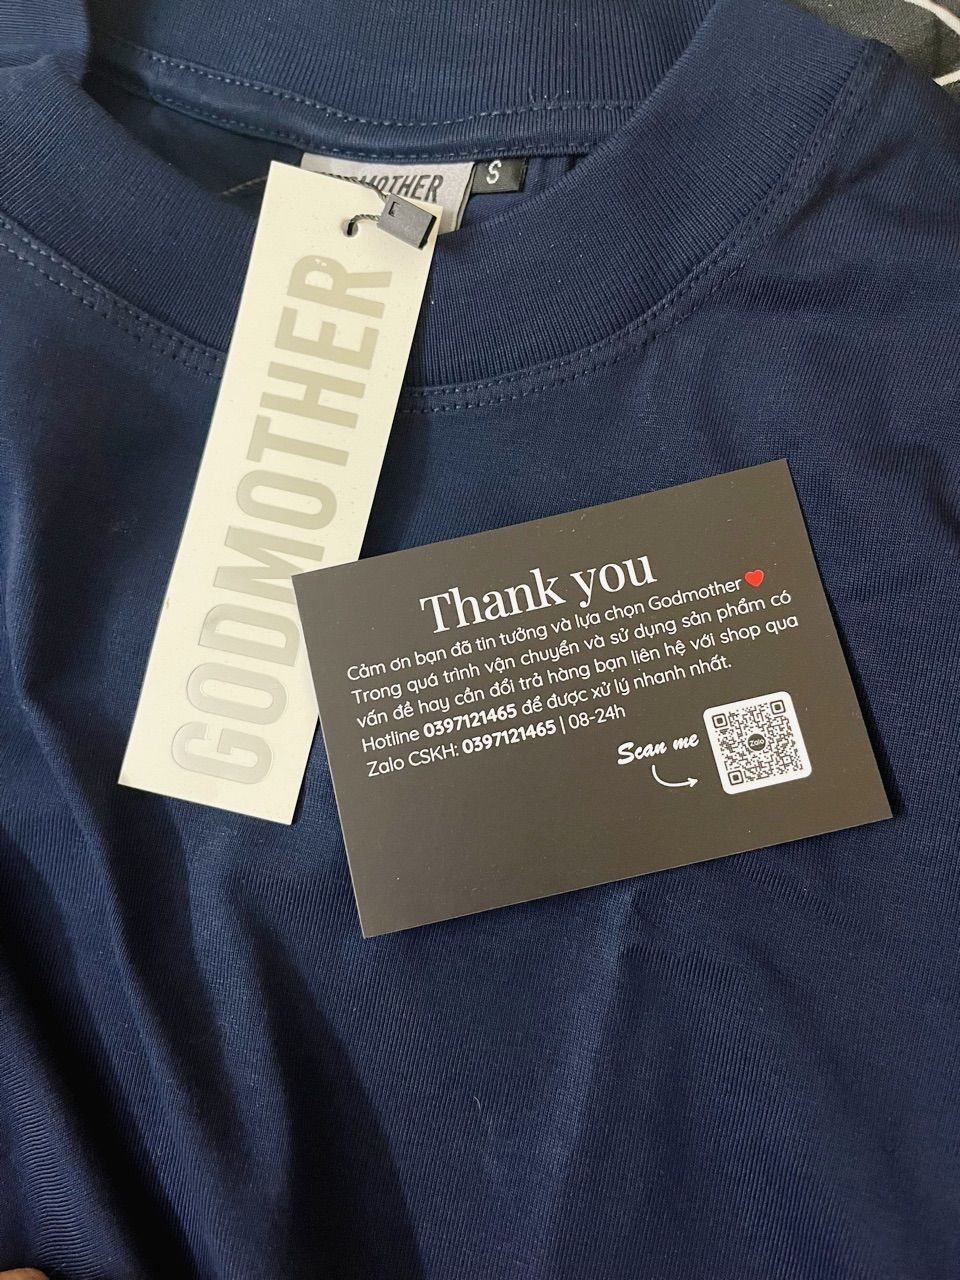 MOTHER
S
GODMOTHER
Thank you
Cảm ơn bạn đã tin tưởng và lựa chọn Godmother ❤
Trong quá trình vận chuyển và sử dụng sản phẩm có
vấn đề hay cần đổi trả hàng bạn liên hệ với shop qua
Hotline 0397121465 để được xử lý nhanh nhất.
Zalo CSKH: 0397121465 | 08-24h
Scan me
Zalo